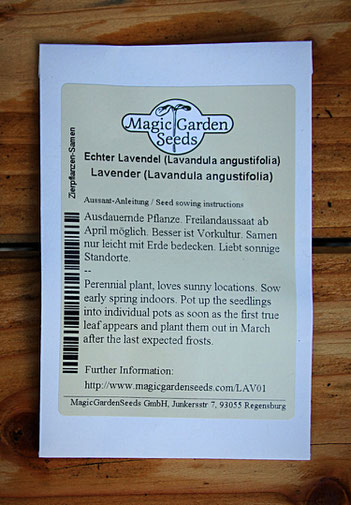 Magic Garden
Seeds
Zierpflanzen-Samen
Echter Lavendel (Lavandula angustifolia)
Lavender (Lavandula angustifolia)
Aussaat-Anleitung / Seed sowing instructions
Ausdauernde Pflanze. Freilandaussaat ab
April möglich. Besser ist Vorkultur. Samen
nur leicht mit Erde bedecken. Liebt sonnige
Standorte.
--
Perennial plant, loves sunny locations. Sow
early spring indoors. Pot up the seedlings
into individual pots as soon as the first true
leaf appears and plant them out in March
after the last expected frosts.
Further Information:
http://www.magicgardenseeds.com/LAV01
MagicGardenSeeds GmbH, Junkersstr 7, 93055 Regensburg